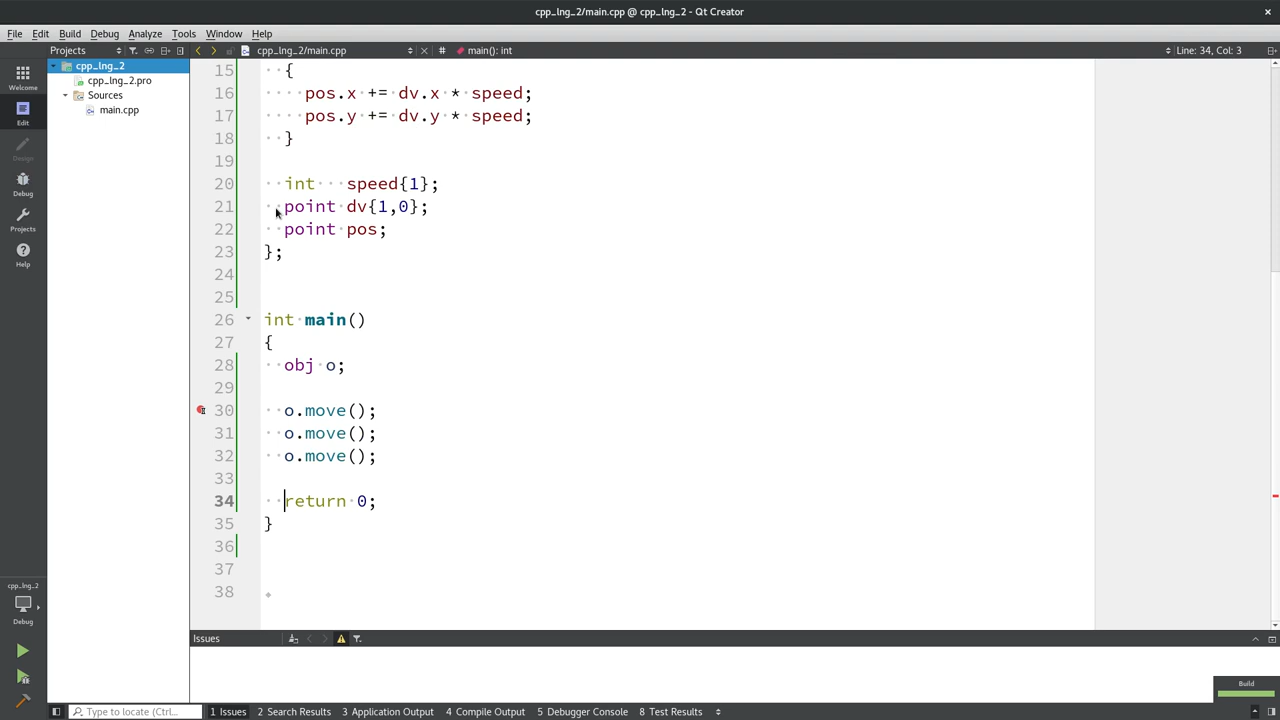 cpp_lng_2/main.cpp @ cpp_lng_2 - Qt Creator
File Edit Build Debug Analyze Tools Window Help
Projects cpp_lng_2/main.cpp # main(): int Line: 34, Col: 3
Welcome
Edit
Design
Debug
Projects
Help
cpp_lng_2
Debug
cpp_lng_2
cpp_lng_2.pro
Sources
main.cpp
15 {
16 pos.x += dv.x * speed;
17 pos.y += dv.y * speed;
18 }
19
20 int speed{1};
21 point dv{1,0};
22 point pos;
23 };
24
25
26 int main()
27 {
28 obj o;
29
30 o.move();
31 o.move();
32 o.move();
33
34 return 0;
35 }
36
37
38
Issues
Build
Type to locate (Ctrl... 1 Issues 2 Search Results 3 Application Output 4 Compile Output 5 Debugger Console 8 Test Results